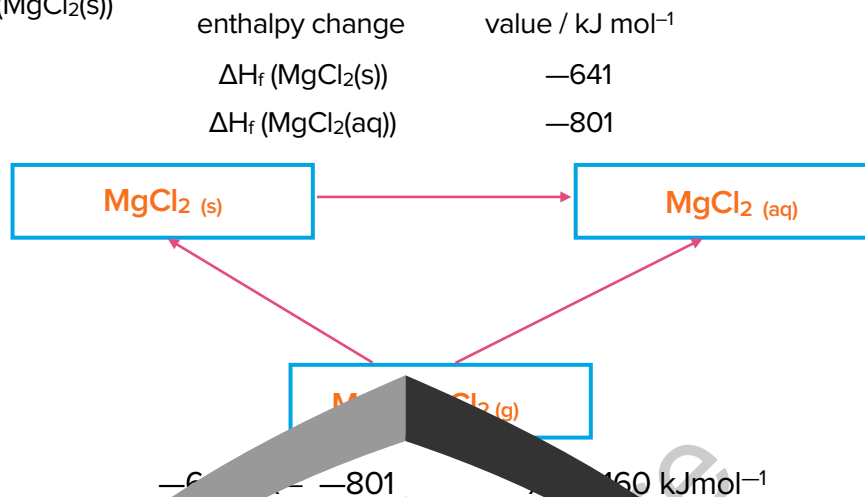 (MgCl2(s))
enthalpy change value / kJ mol–1
ΔHf (MgCl2(s)) —641
ΔHf (MgCl2(aq)) —801
MgCl2 (s) MgCl2 (aq)
Cl2 (g)
—801 kJmol—1